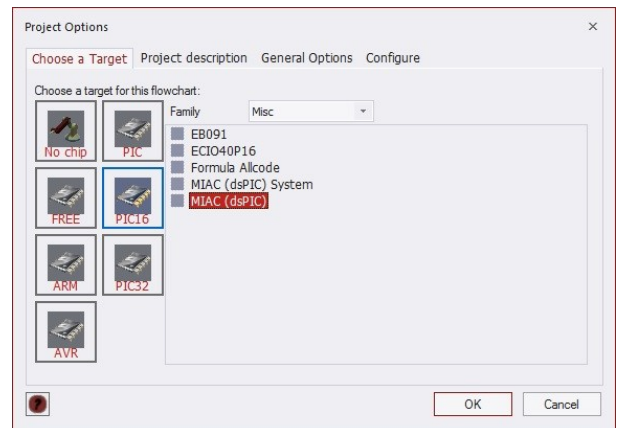 Project Options
Choose a Target Project description General Options Configure
Choose a target for this flowchart:
Family Misc
No chip PIC
FREE PIC16
ARM PIC32
AVR
EB091
ECIO40P16
Formula Allcode
MIAC (dsPIC) System
MIAC (dsPIC)
? 
OK Cancel